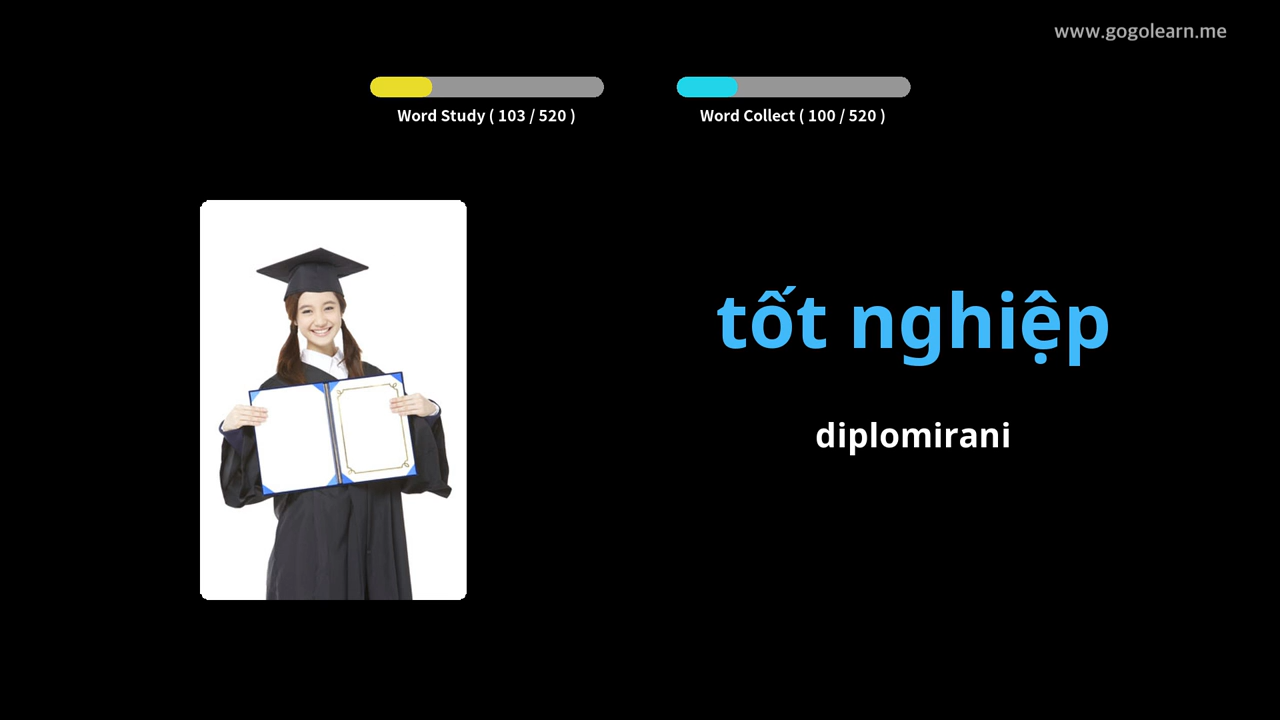 www.gogolearn.me
Word Study ( 103 / 520 )
Word Collect ( 100 / 520 )
tốt nghiệp
diplomirani